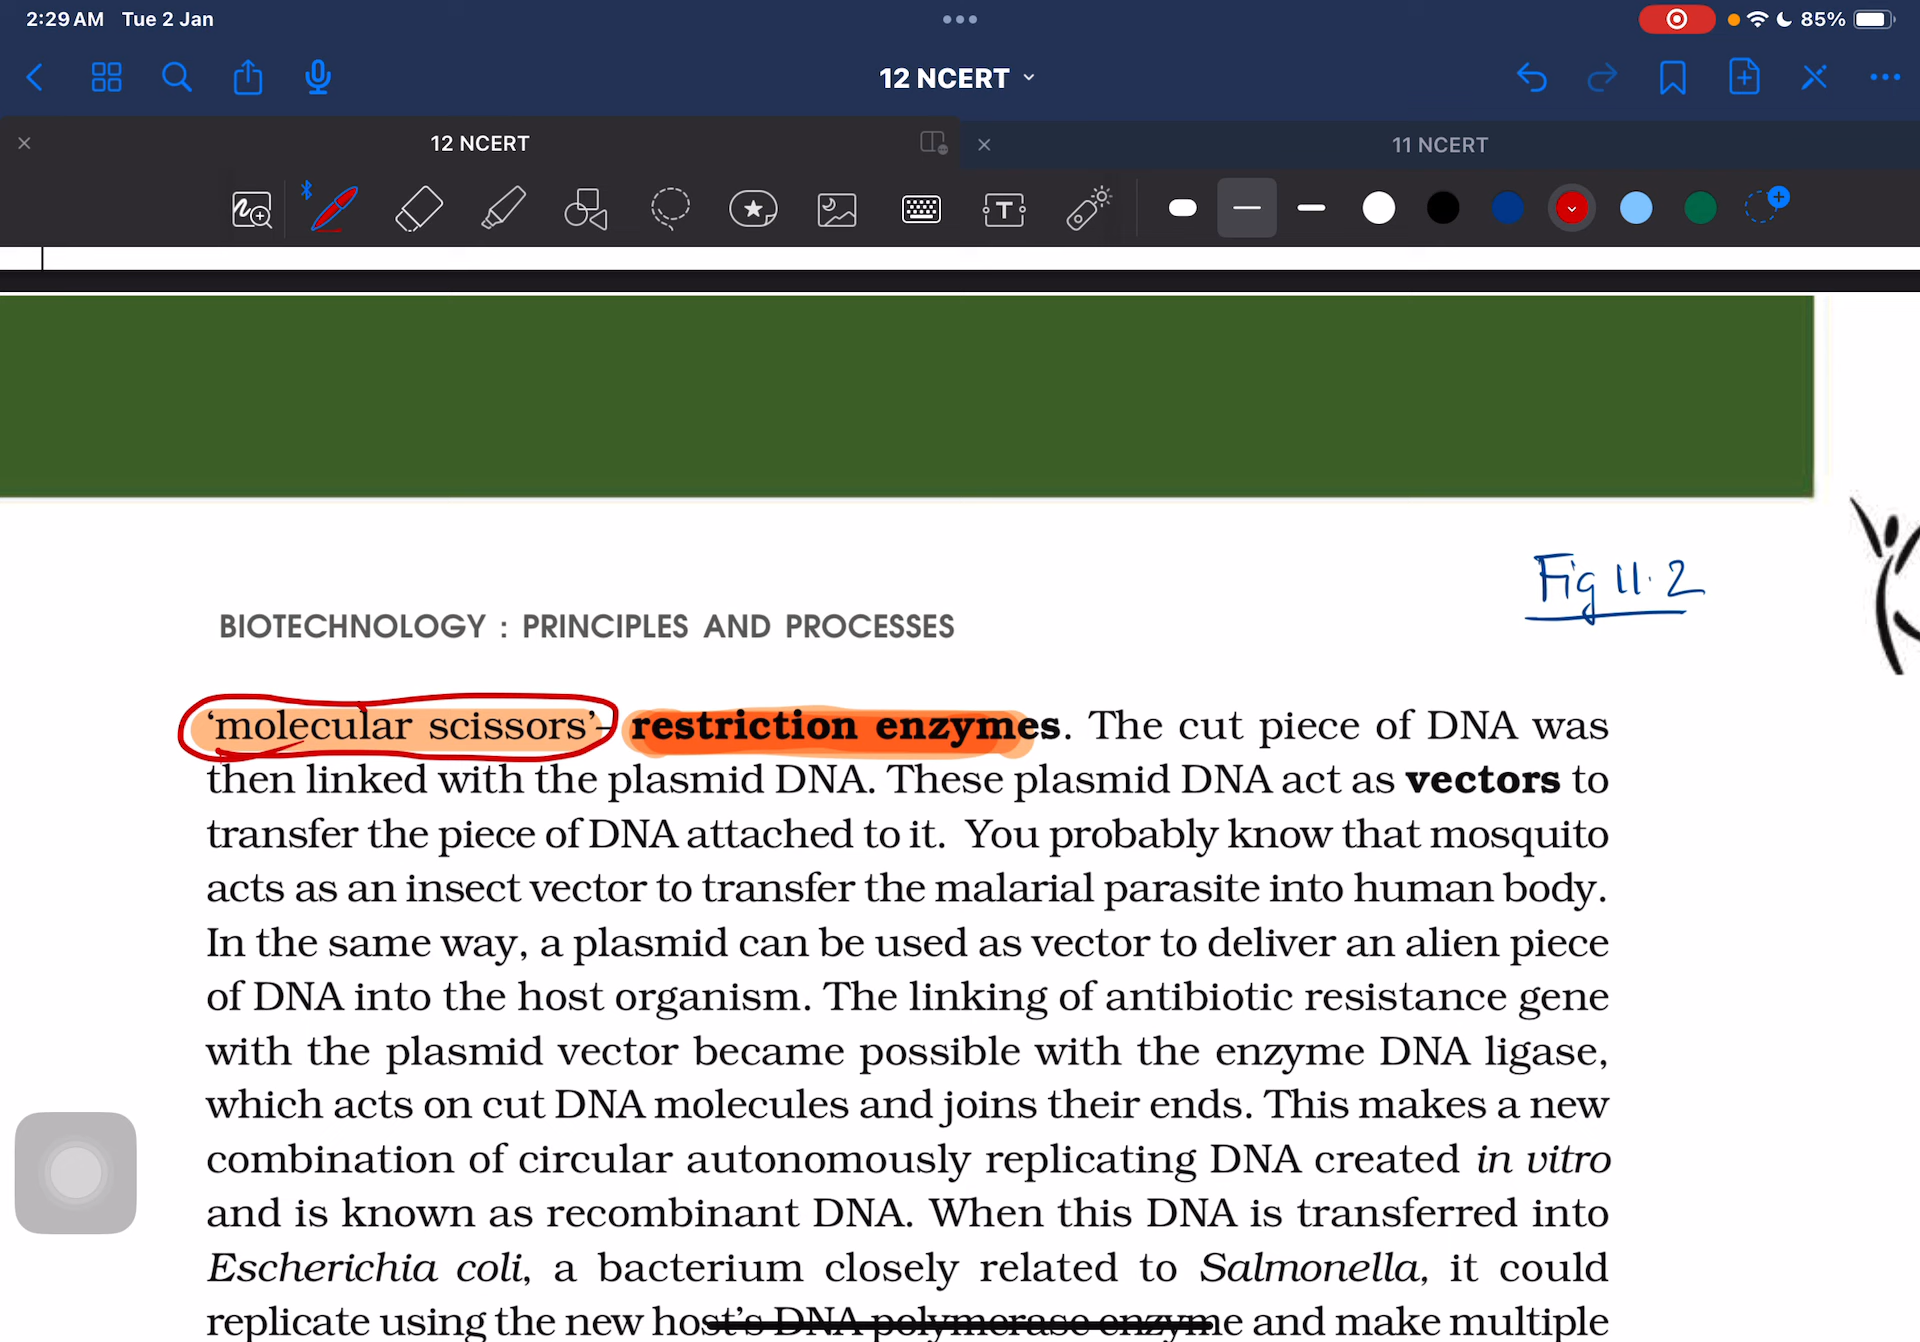 2:29 AM Tue 2 Jan
85%
12 NCERT
12 NCERT
11 NCERT
T
Fig 11.2
BIOTECHNOLOGY : PRINCIPLES AND PROCESSES
‘molecular scissors’– restriction enzymes. The cut piece of DNA was
then linked with the plasmid DNA. These plasmid DNA act as vectors to
transfer the piece of DNA attached to it. You probably know that mosquito
acts as an insect vector to transfer the malarial parasite into human body.
In the same way, a plasmid can be used as vector to deliver an alien piece
of DNA into the host organism. The linking of antibiotic resistance gene
with the plasmid vector became possible with the enzyme DNA ligase,
which acts on cut DNA molecules and joins their ends. This makes a new
combination of circular autonomously replicating DNA created in vitro
and is known as recombinant DNA. When this DNA is transferred into
Escherichia coli, a bacterium closely related to Salmonella, it could
replicate using the new host’s DNA polymerase enzyme and make multiple